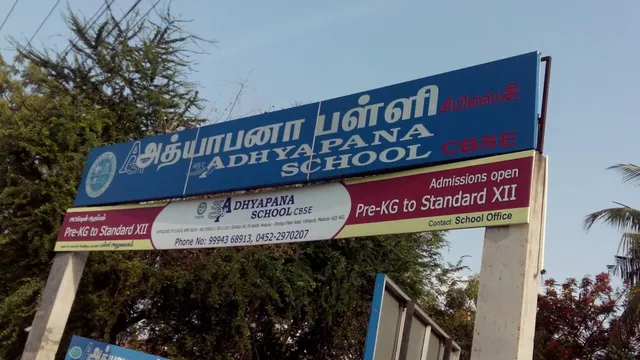 அத்யாபனா பள்ளி சிபிஎஸ்இ
ADHYAPANA
SCHOOL CBSE
Pre-KG to Standard XII
ADHYAPANA
SCHOOL CBSE
Phone No: 99943 68913, 0452-2970207
Admissions open
Pre-KG to Standard XII
Contact: School Office